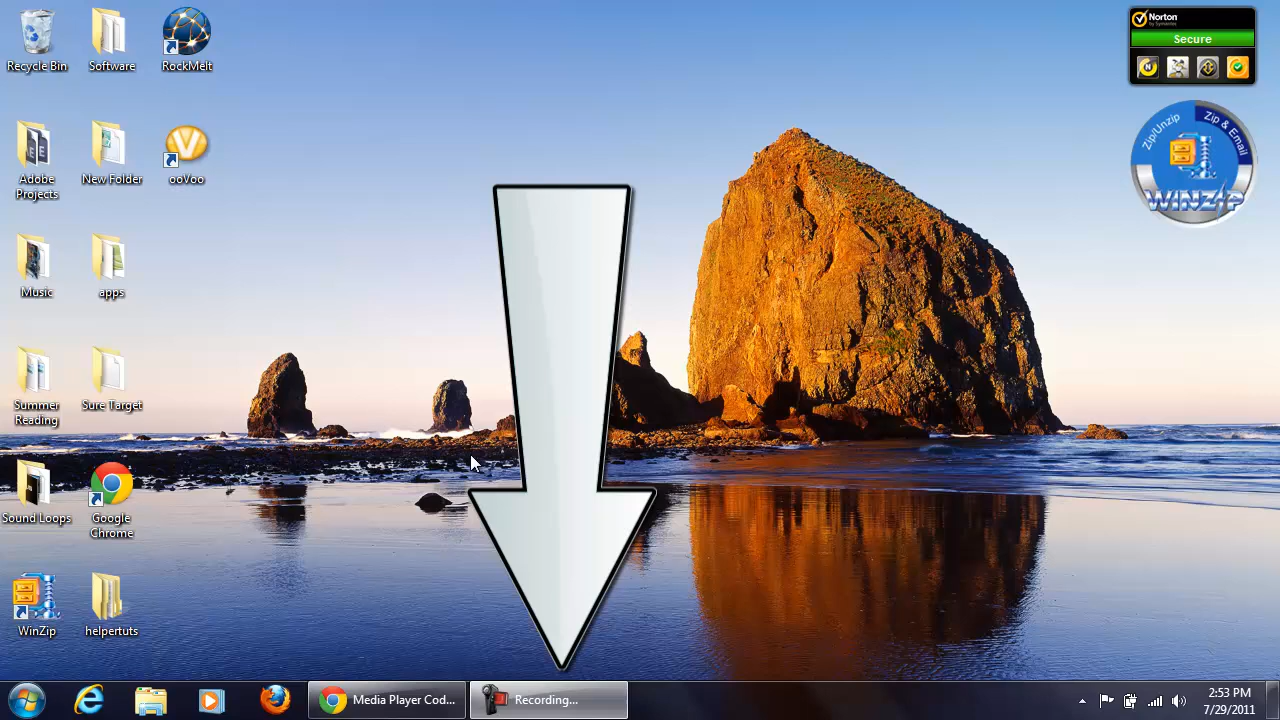 Recycle Bin
Software
RockMelt
Adobe
Projects
New Folder
ooVoo
Music
apps
Summer
Reading
Sure Target
Sound Loops
Google
Chrome
WinZip
helpertuts
Norton
by Symantec
Secure
Zip/Unzip
Zip & Email
WINZIP
Media Player Cod...
Recording...
2:53 PM
7/29/2011